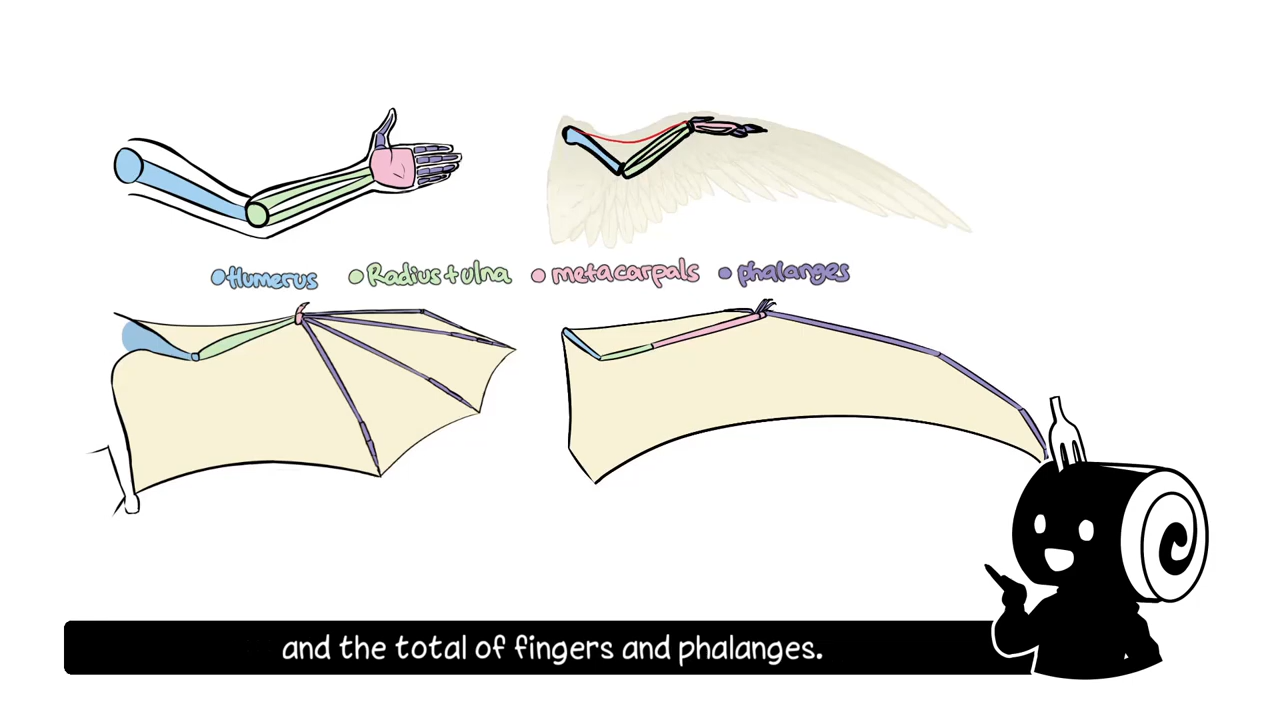 Humerus Radius+ulna metacarpals phalanges
and the total of fingers and phalanges.